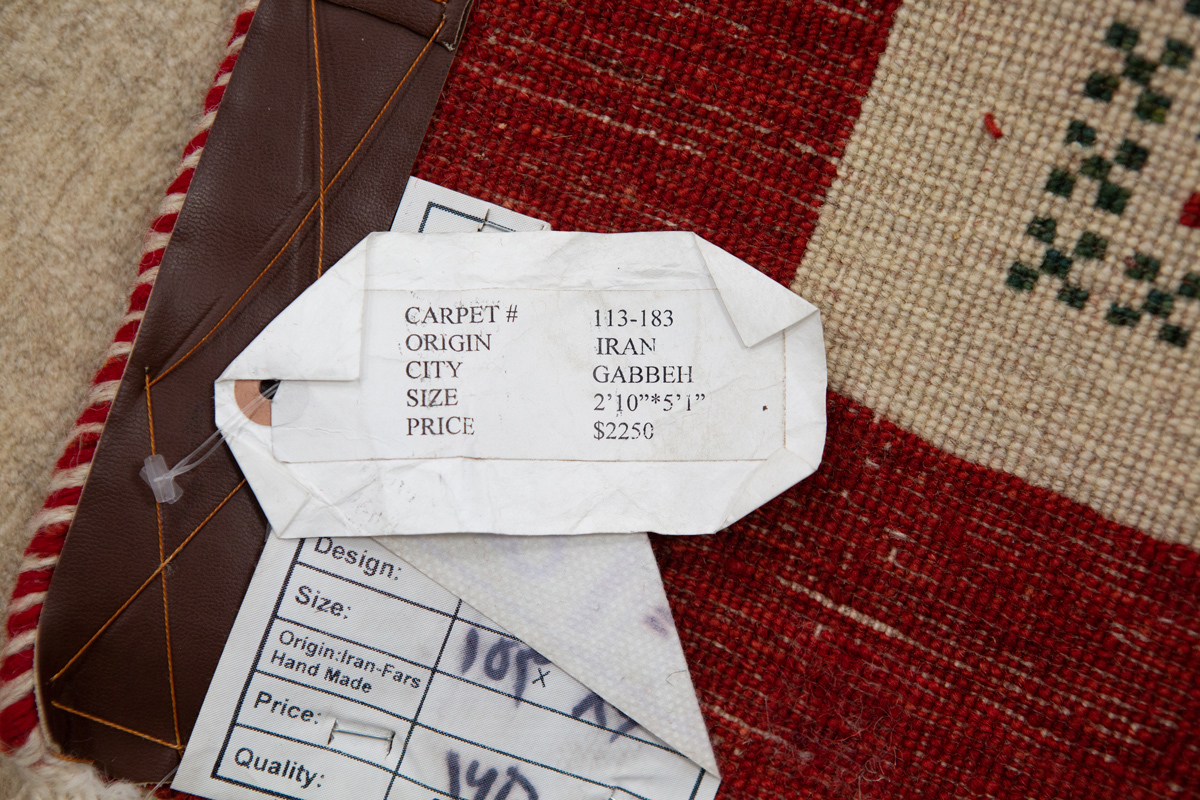 CARPET # 113-183
ORIGIN IRAN
CITY GABBEH
SIZE 2'10"*5'1"
PRICE $2250
Design:
Size:
Origin:Iran-Fars
Hand Made
x
Price:
Quality: